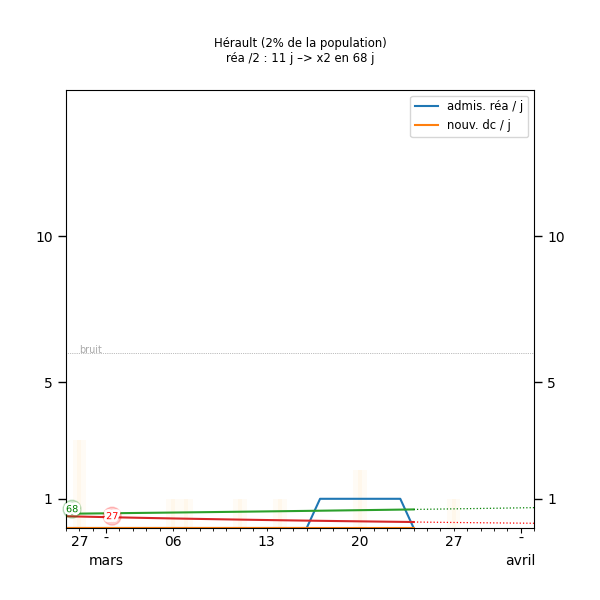 Hérault (2% de la population)
réa /2 : 11 j –> x2 en 68 j
admis. réa / j
nouv. dc / j
10 10
bruit
5 5
1 1
68
27
27 - 06 13 20 27 -
mars avril